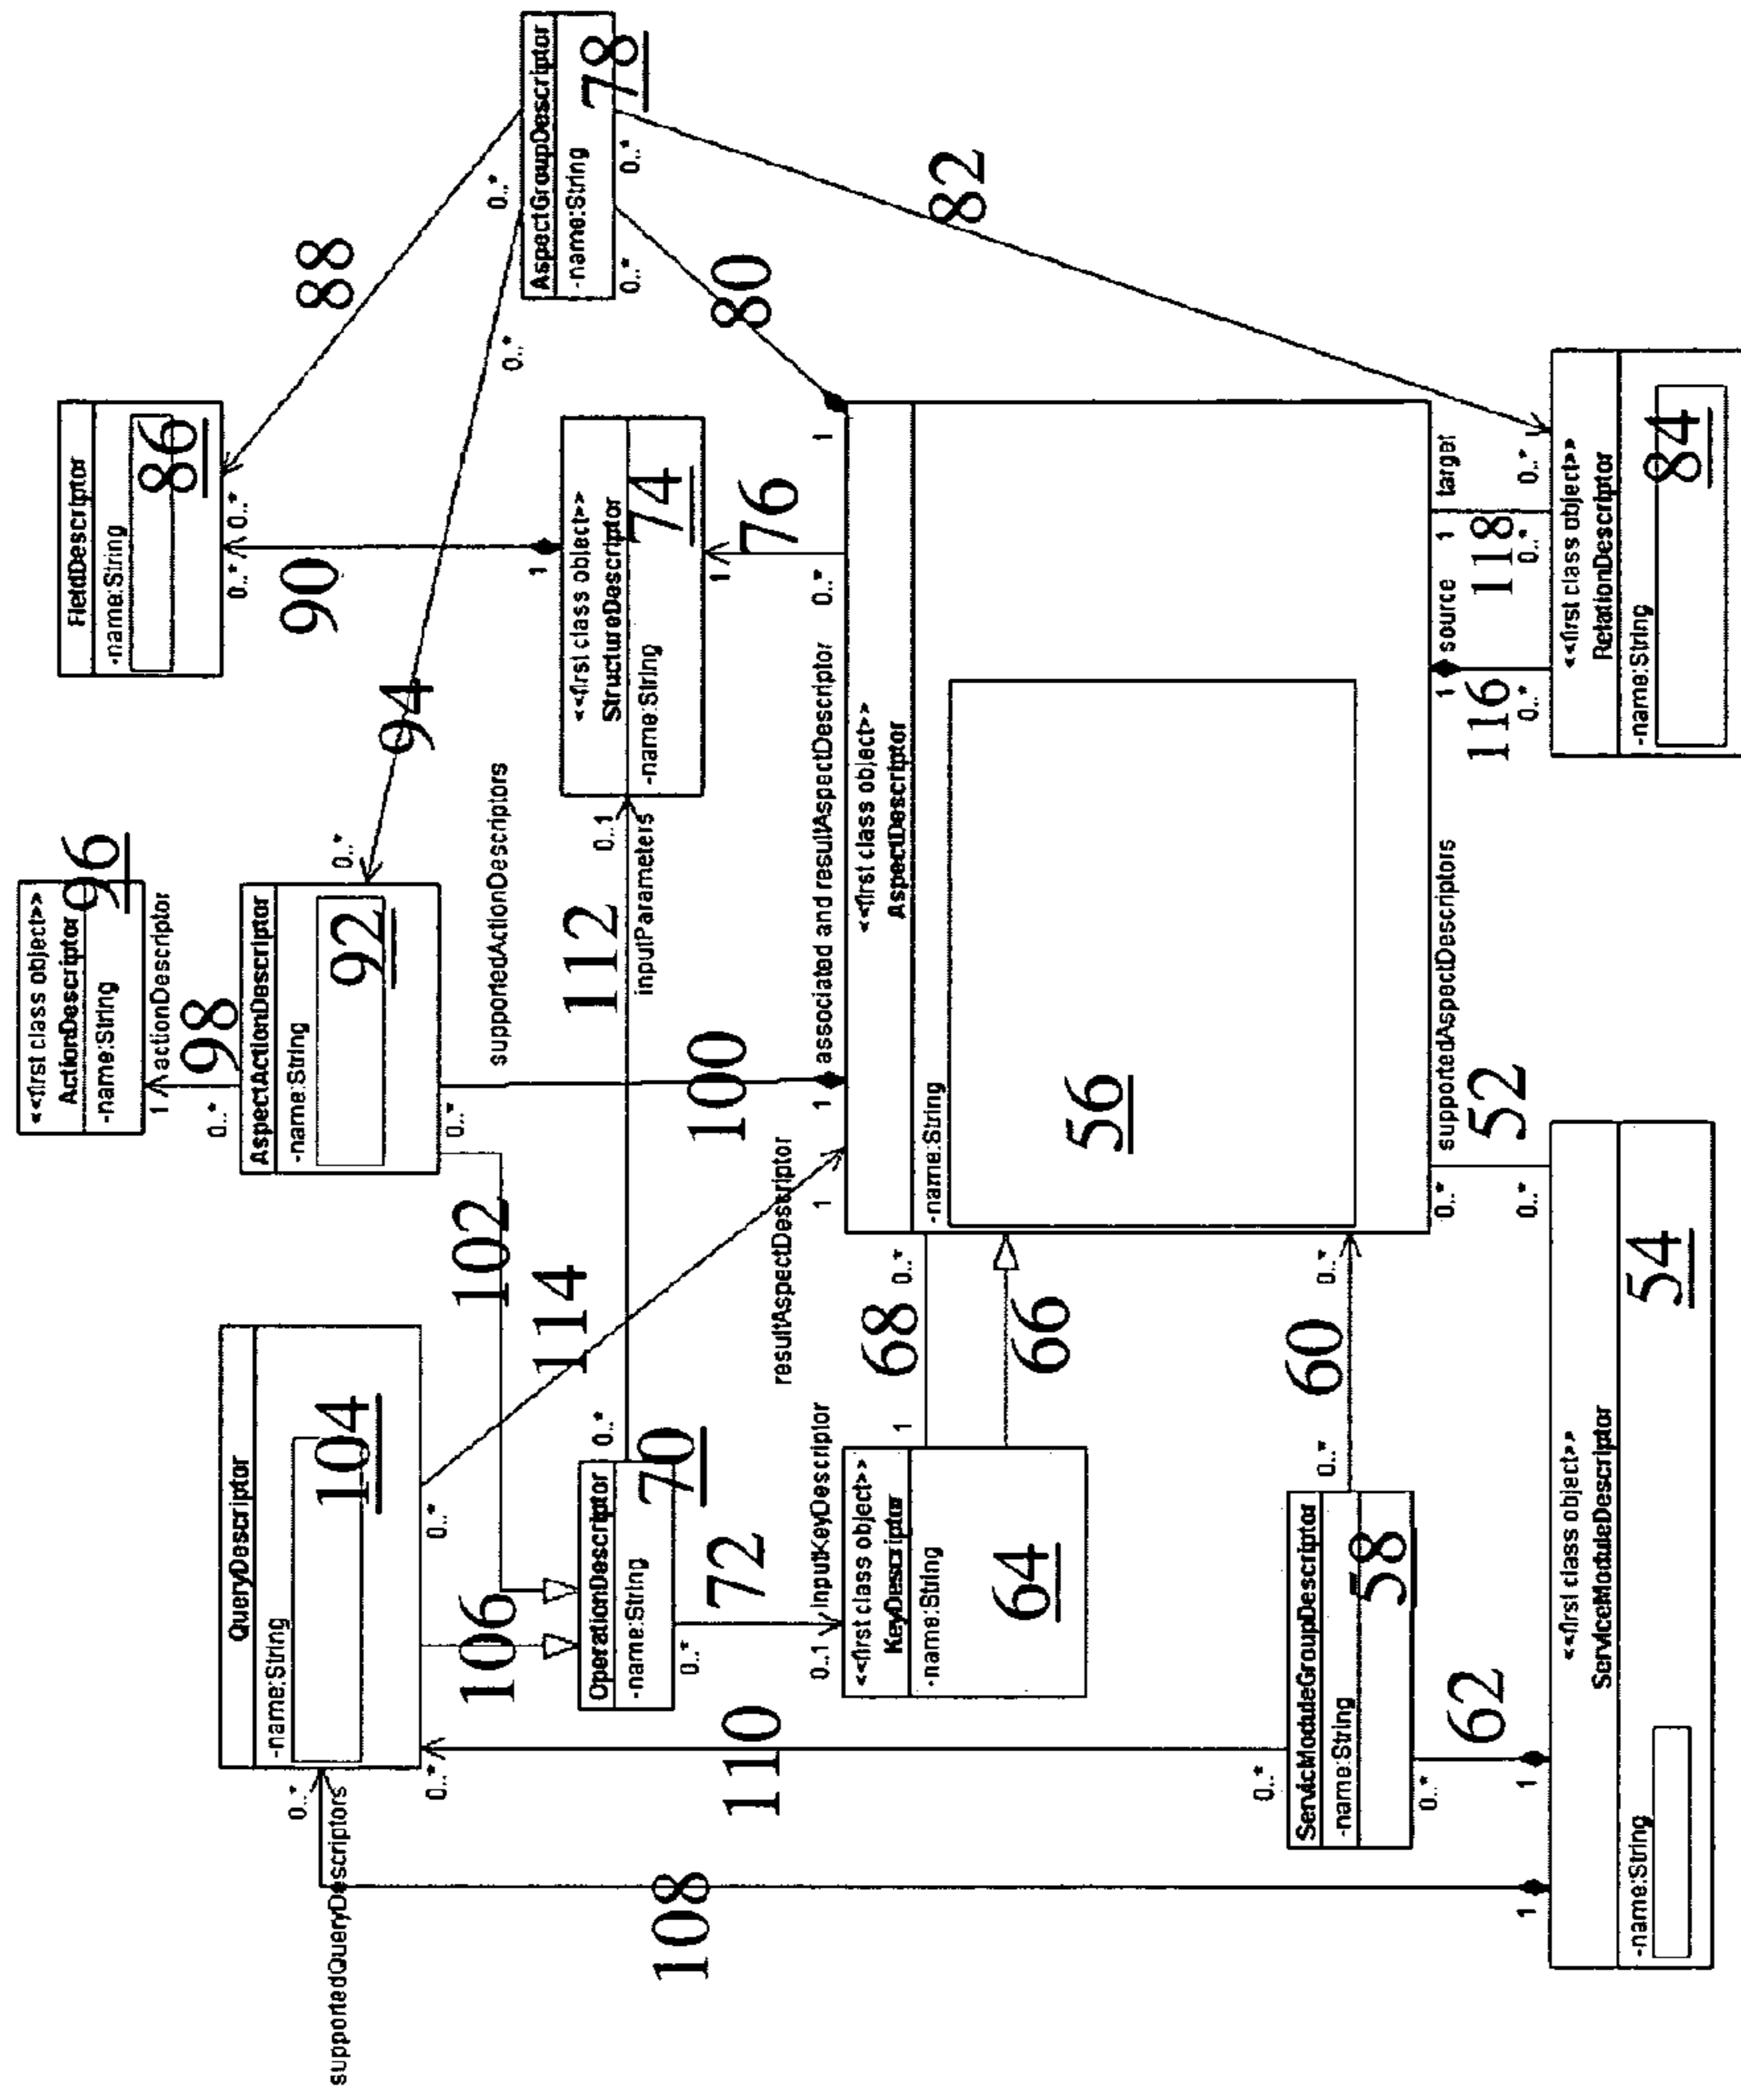 supportedQueryDescriptors
0..*
QueryDescriptor
-name:String
104
0..*
0..*
108
106
102
114
110
OperationDescriptor
-name:String
70
0..*
0..*
72
0..1
inputKeyDescriptor
<<first class object>>
KeyDescriptor
-name:String
64
1
68
0..*
66
resultAspectDescriptor
1
<<first class object>>
ActionDescriptor
-name:String
96
1
actionDescriptor
98
0..*
AspectActionDescriptor
-name:String
92
0..*
0..*
supportedActionDescriptors
100
1
associated and resultAspectDescriptor
94
112
0..1
inputParameters
FieldDescriptor
-name:String
86
0..*
0..*
90
88
1
<<first class object>>
StructureDescriptor
-name:String
74
1
76
0..*
AspectGroupDescriptor
-name:String
78
0..*
0..*
0..*
0..*
80
82
1
<<first class object>>
AspectDescriptor
-name:String
56
ServiceModuleGroupDescriptor
-name:String
58
0..*
0..*
60
0..*
0..*
62
1
1
<<first class object>>
ServiceModuleDescriptor
-name:String
54
0..*
supportedAspectDescriptors
52
0..*
1
source
116
0..*
1
target
118
0..*
0..*
<<first class object>>
RelationDescriptor
-name:String
84